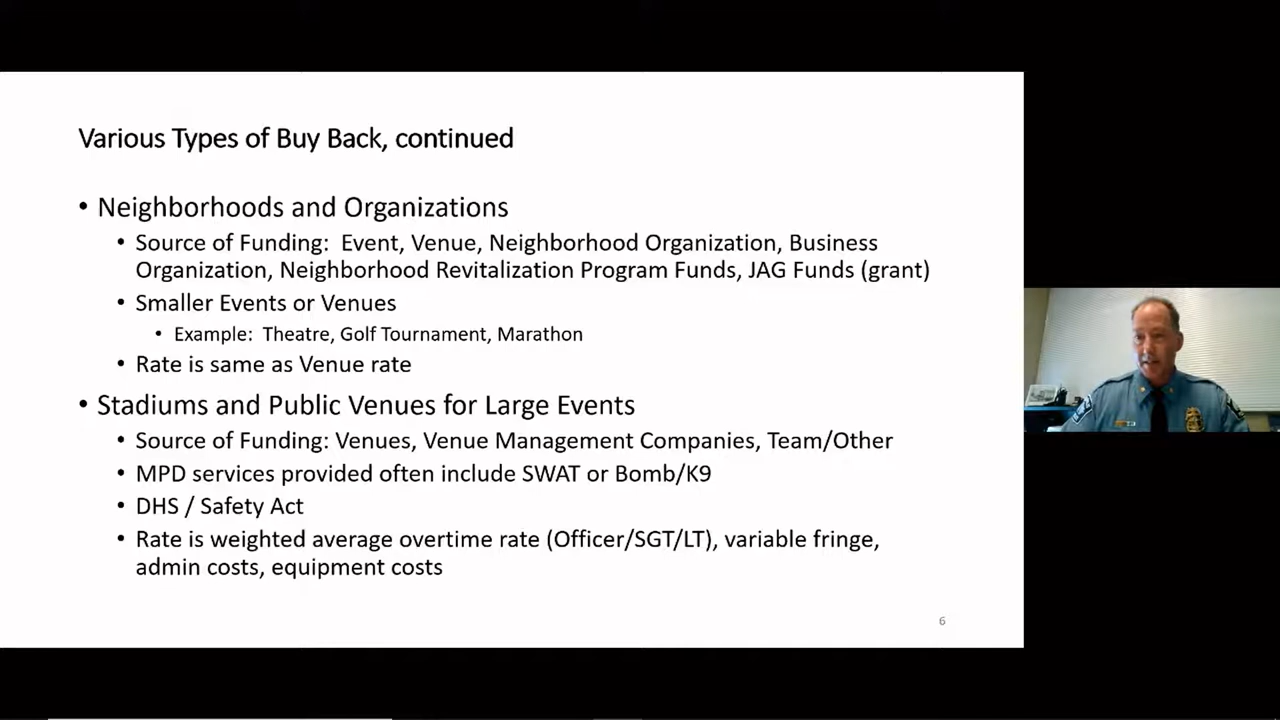 Various Types of Buy Back, continued
• Neighborhoods and Organizations
• Source of Funding:  Event, Venue, Neighborhood Organization, Business
Organization, Neighborhood Revitalization Program Funds, JAG Funds (grant)
• Smaller Events or Venues
• Example:  Theatre, Golf Tournament, Marathon
• Rate is same as Venue rate
• Stadiums and Public Venues for Large Events
• Source of Funding: Venues, Venue Management Companies, Team/Other
• MPD services provided often include SWAT or Bomb/K9
• DHS / Safety Act
• Rate is weighted average overtime rate (Officer/SGT/LT), variable fringe,
admin costs, equipment costs
6